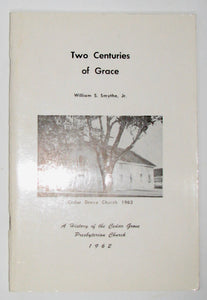 Two Centuries
of Grace
William S. Smythe, Jr.
Cedar Grove Church 1962
A History of the Cedar Grove
Presbyterian Church
1962